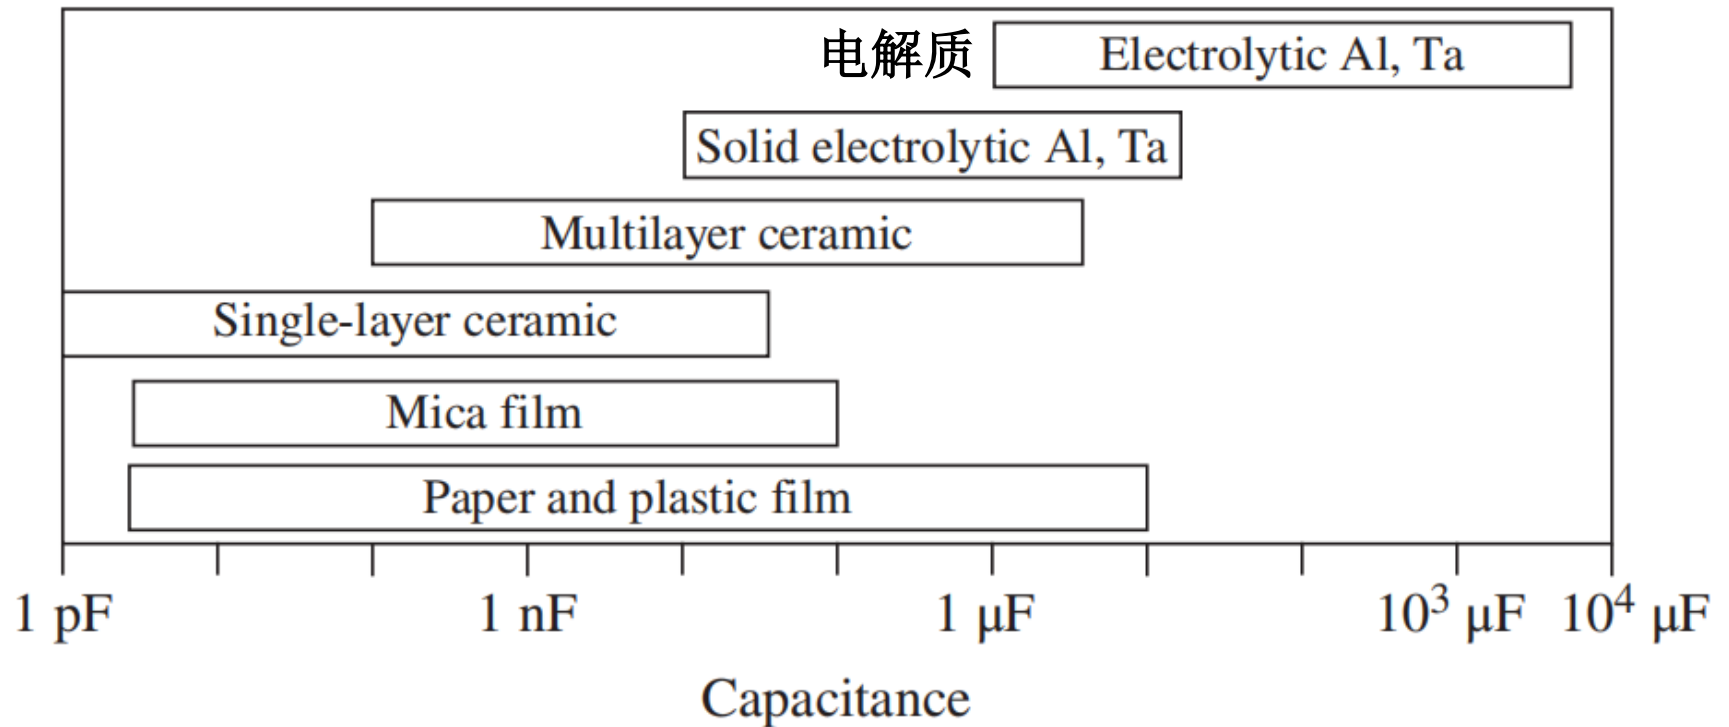 电解质 Electrolytic Al, Ta
Solid electrolytic Al, Ta
Multilayer ceramic
Single-layer ceramic
Mica film
Paper and plastic film
1 pF 1 nF 1 μF 10³ μF 10⁴ μF
Capacitance